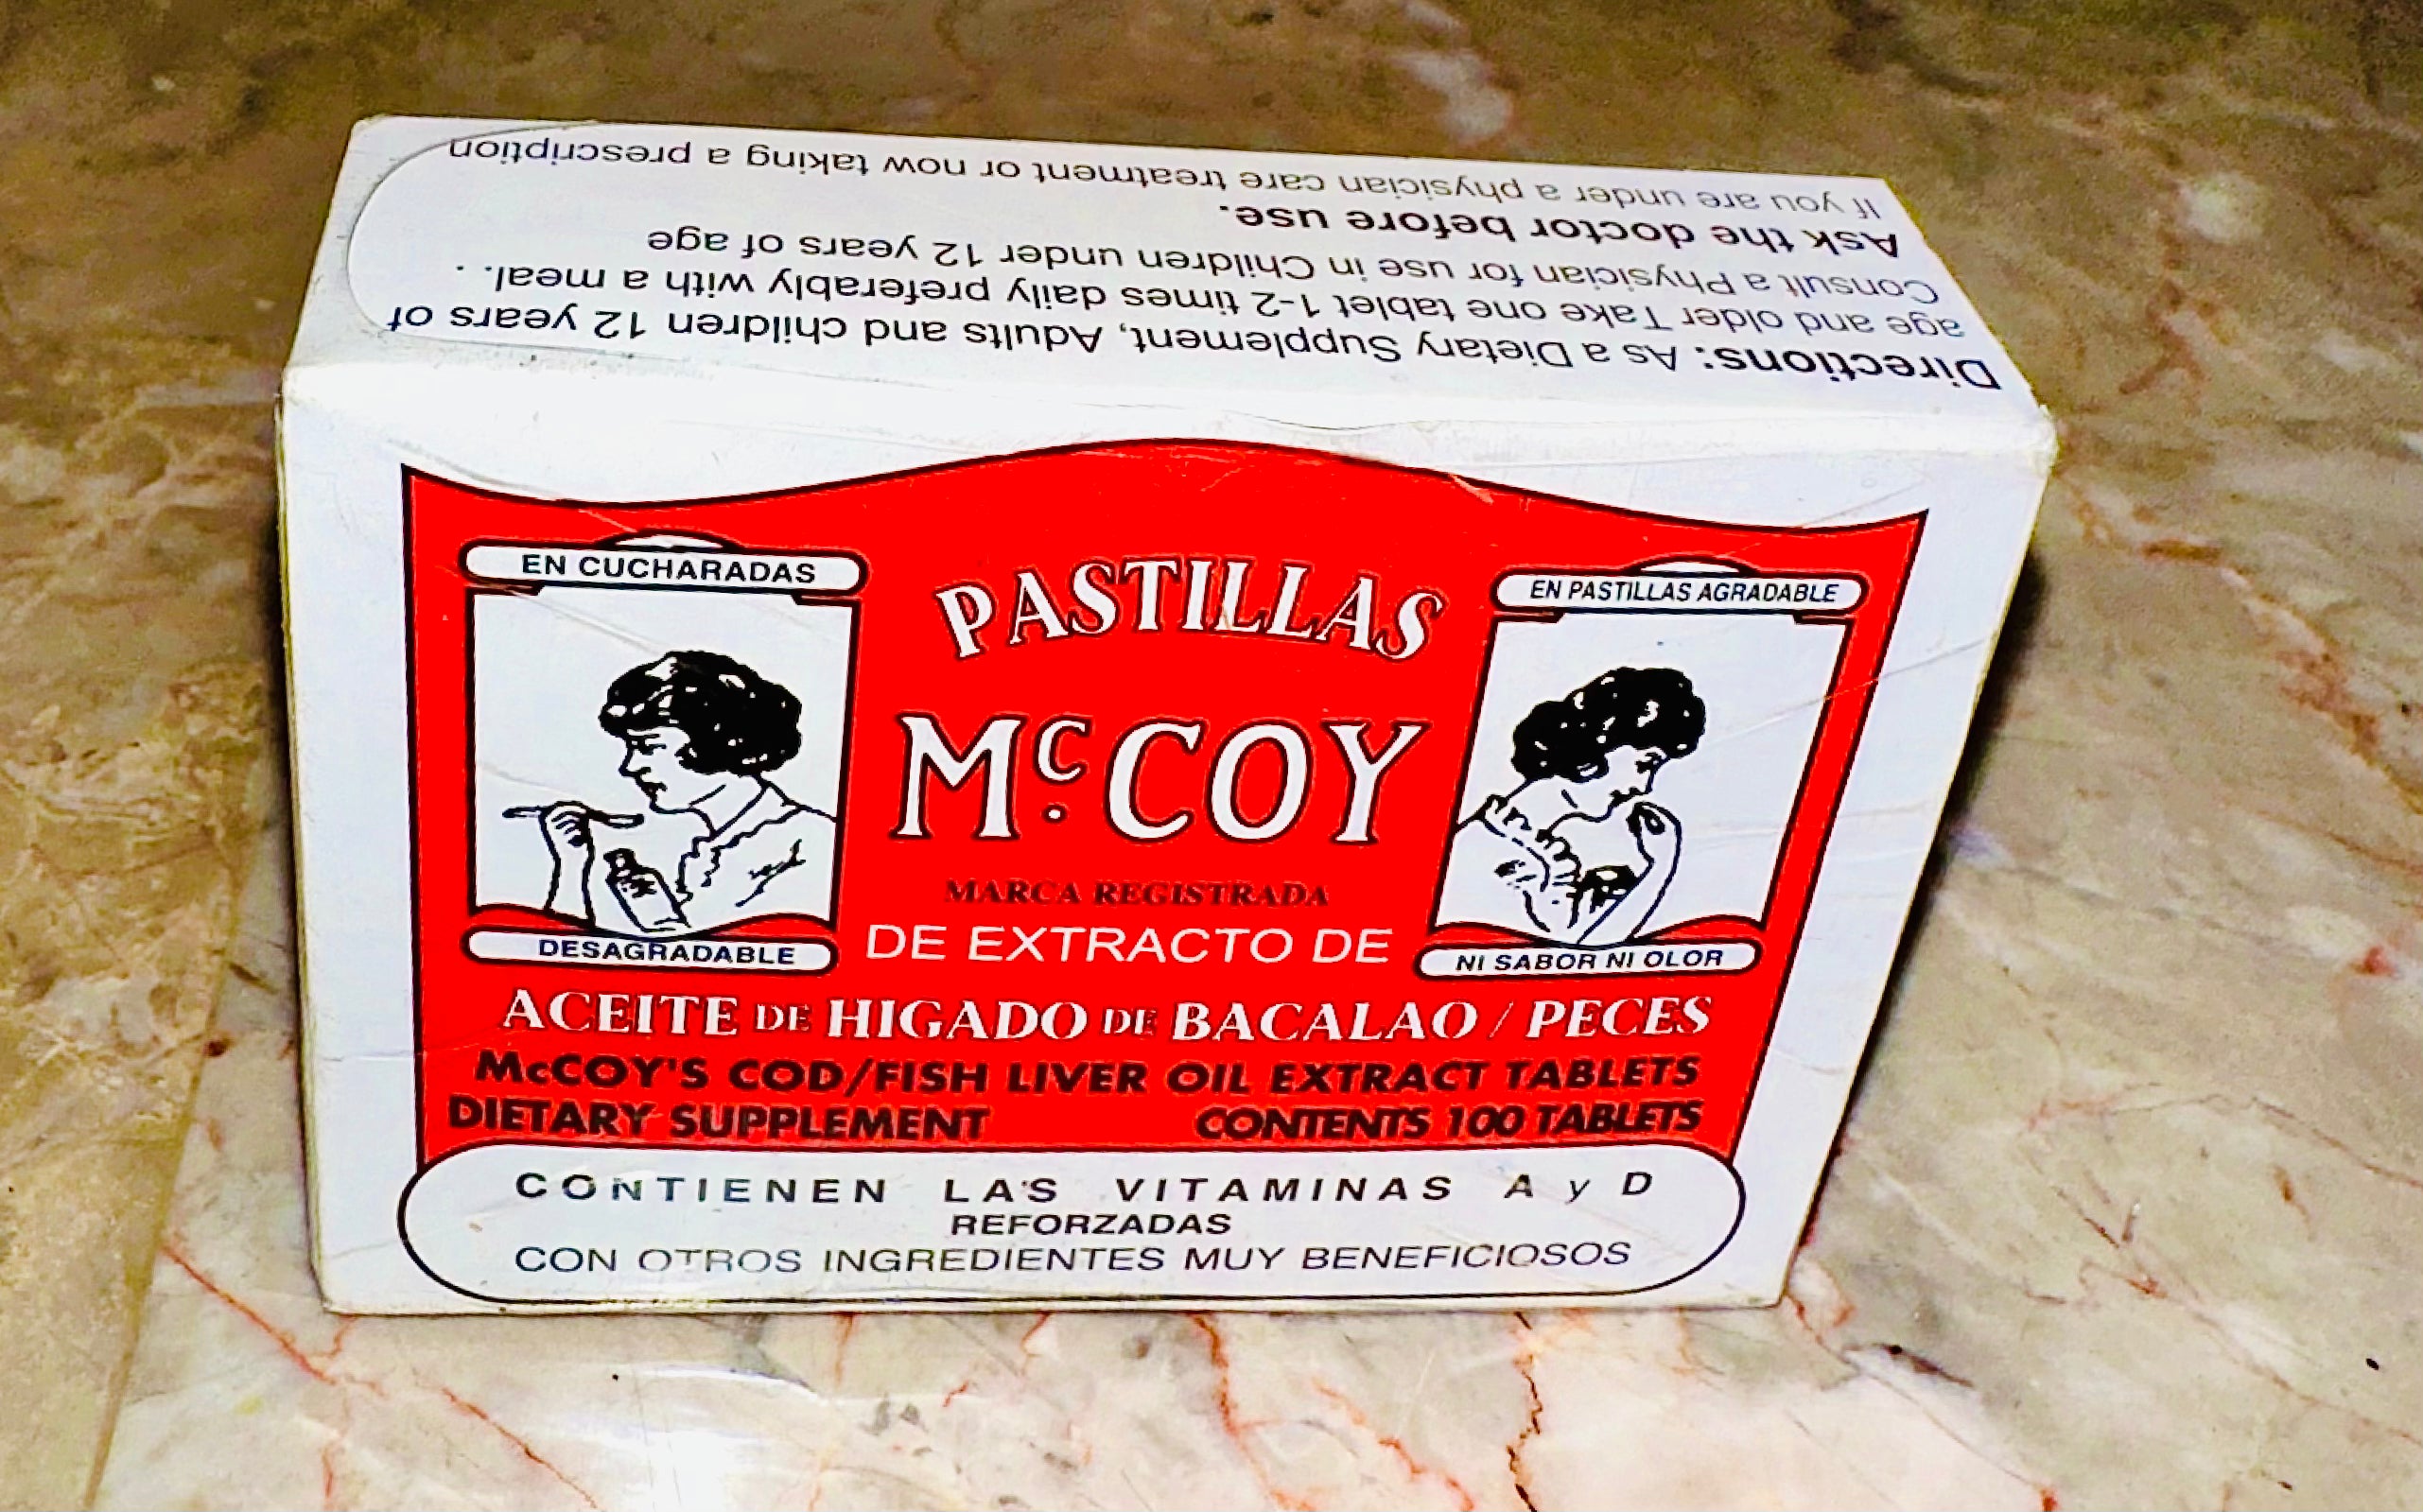 Directions: As a Dietary Supplement, Adults and children 12 years of
age and older Take one tablet 1-2 times daily preferably with a meal. .
Consult a Physician for use in Children under 12 years of age
Ask the doctor before use.
If you are under a physician care treatment or now taking a prescription
EN CUCHARADAS
DESAGRADABLE
PASTILLAS
McCOY
MARCA REGISTRADA
DE EXTRACTO DE
EN PASTILLAS AGRADABLE
NI SABOR NI OLOR
ACEITE DE HIGADO DE BACALAO / PECES
McCOY'S COD/FISH LIVER OIL EXTRACT TABLETS
DIETARY SUPPLEMENT CONTENTS 100 TABLETS
CONTIENEN LA'S VITAMINAS A y D
REFORZADAS
CON OTROS INGREDIENTES MUY BENEFICIOSOS